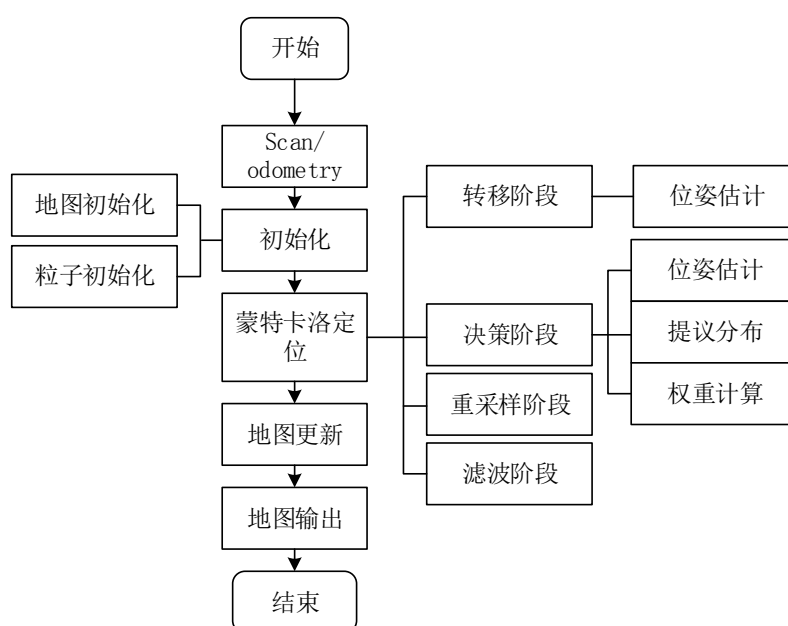 开始
Scan/
odometry
地图初始化
粒子初始化
初始化
蒙特卡洛定
位
地图更新
地图输出
结束
转移阶段
位姿估计
决策阶段
位姿估计
提议分布
权重计算
重采样阶段
滤波阶段